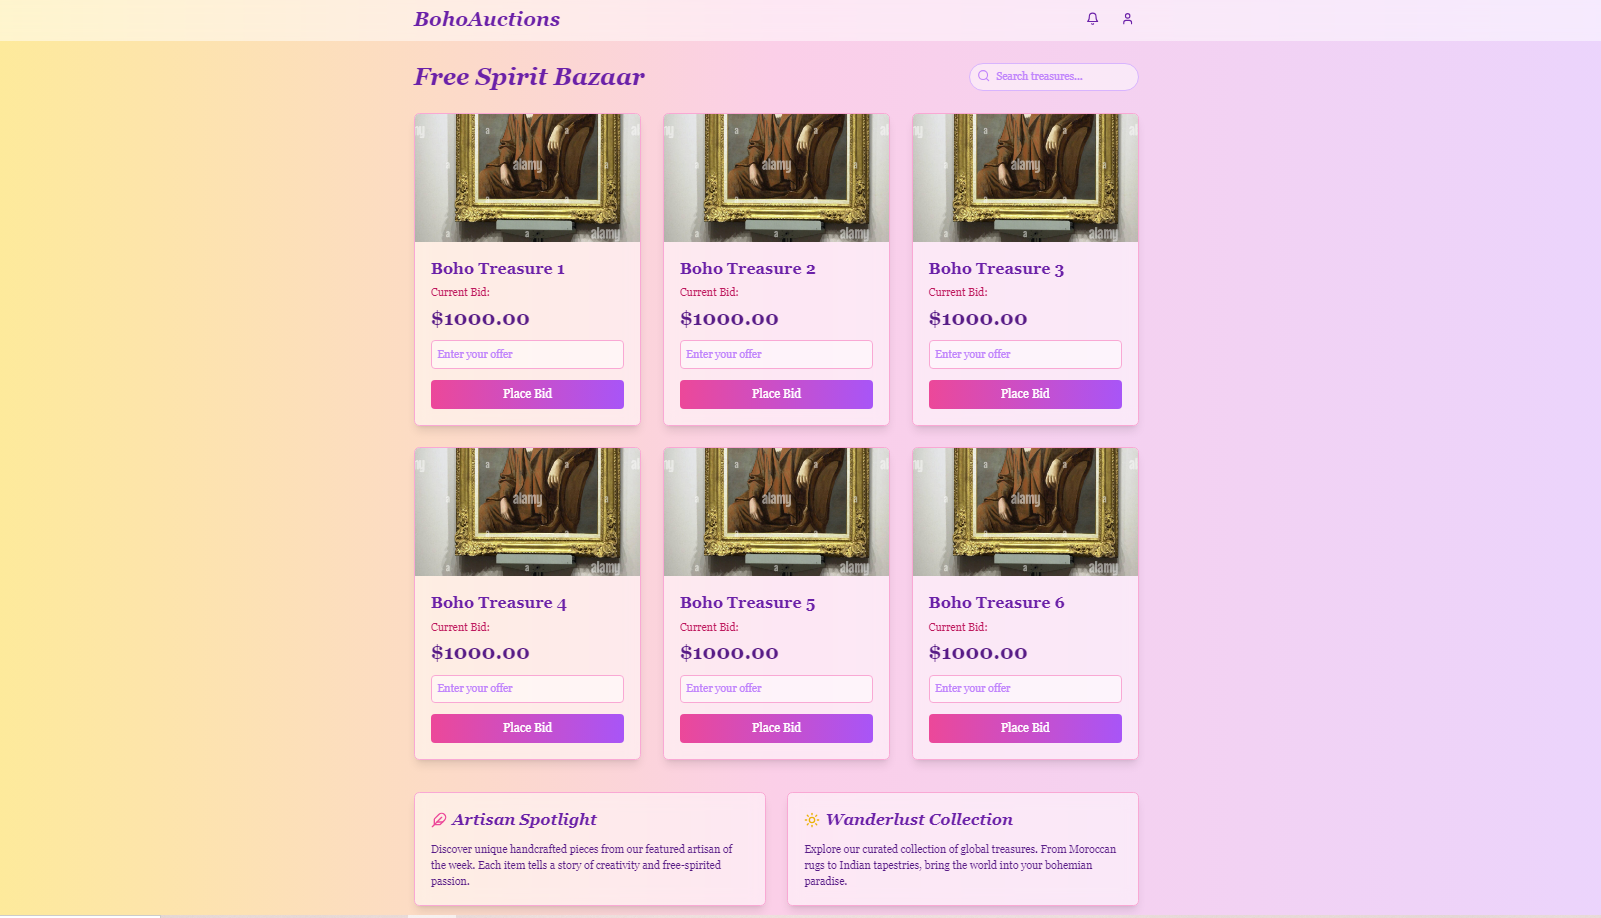 BohoAuctions
Free Spirit Bazaar
Search treasures...
alamy
alamy
alamy
alamy
alamy
alamy
Boho Treasure 1
Boho Treasure 2
Boho Treasure 3
Current Bid:
Current Bid:
Current Bid:
$1000.00
$1000.00
$1000.00
Enter your offer
Enter your offer
Enter your offer
Place Bid
Place Bid
Place Bid
alamy
alamy
alamy
alamy
alamy
alamy
Boho Treasure 4
Boho Treasure 5
Boho Treasure 6
Current Bid:
Current Bid:
Current Bid:
$1000.00
$1000.00
$1000.00
Enter your offer
Enter your offer
Enter your offer
Place Bid
Place Bid
Place Bid
Artisan Spotlight
Discover unique handcrafted pieces from our featured artisan of
the week. Each item tells a story of creativity and free-spirited
passion.
Wanderlust Collection
Explore our curated collection of global treasures. From Moroccan
rugs to Indian tapestries, bring the world into your bohemian
paradise.